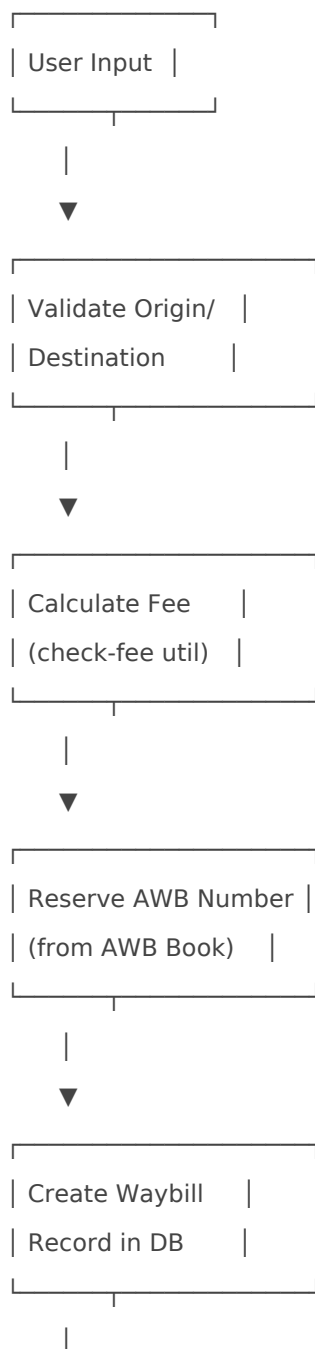 User Input
Validate Origin/
Destination
Calculate Fee
(check-fee util)
Reserve AWB Number
(from AWB Book)
Create Waybill
Record in DB